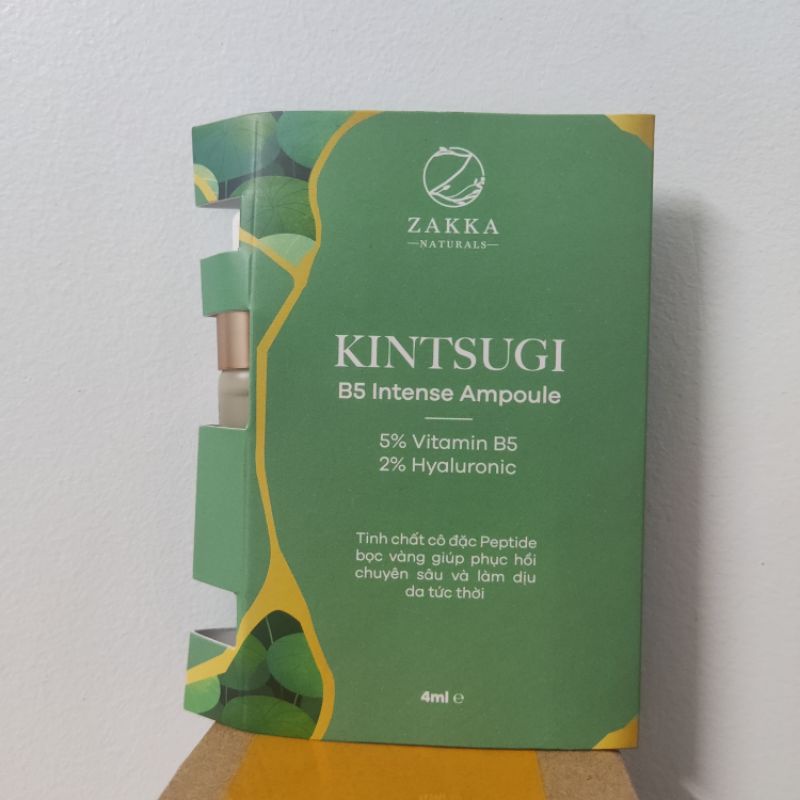 ZAKKA
NATURALS
KINTSUGI
B5 Intense Ampoule
5% Vitamin B5
2% Hyaluronic
Tinh chất cô đặc Peptide
bọc vàng giúp phục hồi
chuyên sâu và làm dịu
da tức thời
4ml ℮